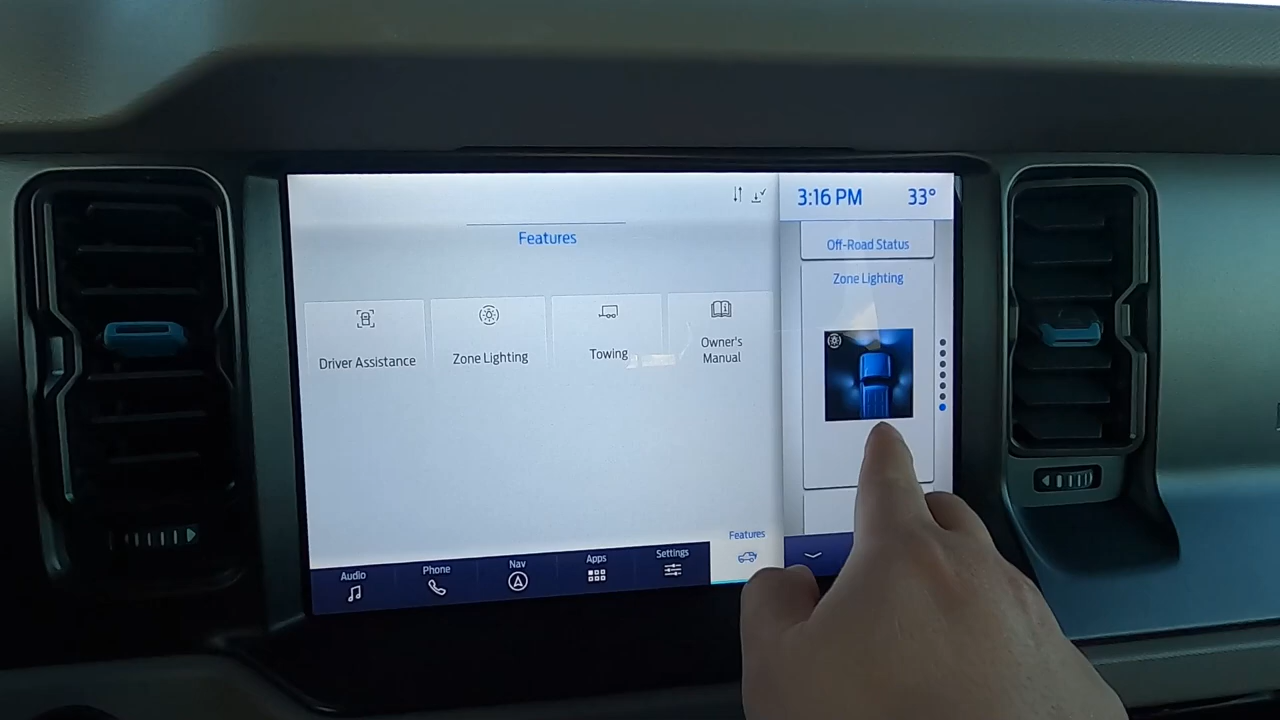 3:16 PM 33°
Features
Driver Assistance
Zone Lighting
Towing
Owner's
Manual
Off-Road Status
Zone Lighting
Audio
Phone
Nav
Apps
Settings
Features